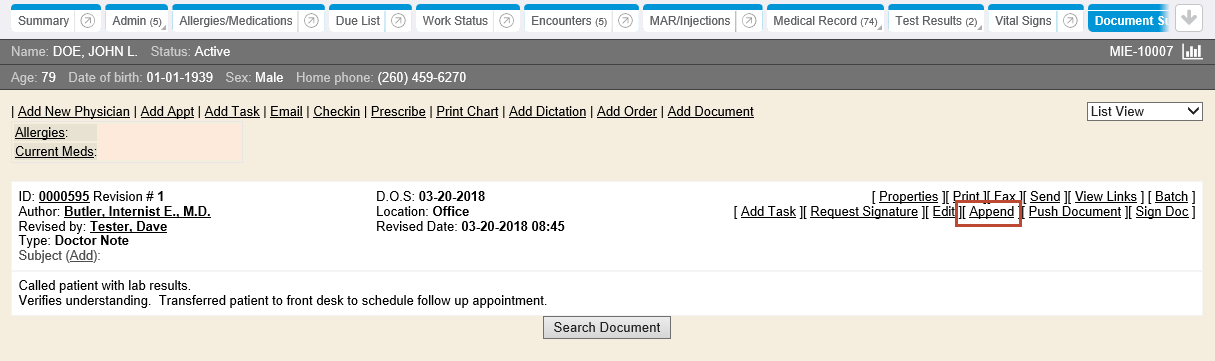 Summary Admin (5) Allergies/Medications Due List Work Status Encounters (5) MAR/Injections Medical Record (74) Test Results (2) Vital Signs Document
Name: DOE, JOHN L. Status: Active MIE-10007
Age: 79 Date of birth: 01-01-1939 Sex: Male Home phone: (260) 459-6270
| Add New Physician | Add Appt | Add Task | Email | Checkin | Prescribe | Print Chart | Add Dictation | Add Order | Add Document List View
Allergies:
Current Meds:
ID: 0000595 Revision # 1 D.O.S: 03-20-2018 [ Properties ][ Print ][ Fax ][ Send ][ View Links ] [ Batch ]
Author: Butler, Internist E., M.D. Location: Office [ Add Task ][ Request Signature ][ Edit ][ Append ][ Push Document ][ Sign Doc ]
Revised by: Tester, Dave Revised Date: 03-20-2018 08:45
Type: Doctor Note
Subject (Add):
Called patient with lab results.
Verifies understanding. Transferred patient to front desk to schedule follow up appointment.
Search Document